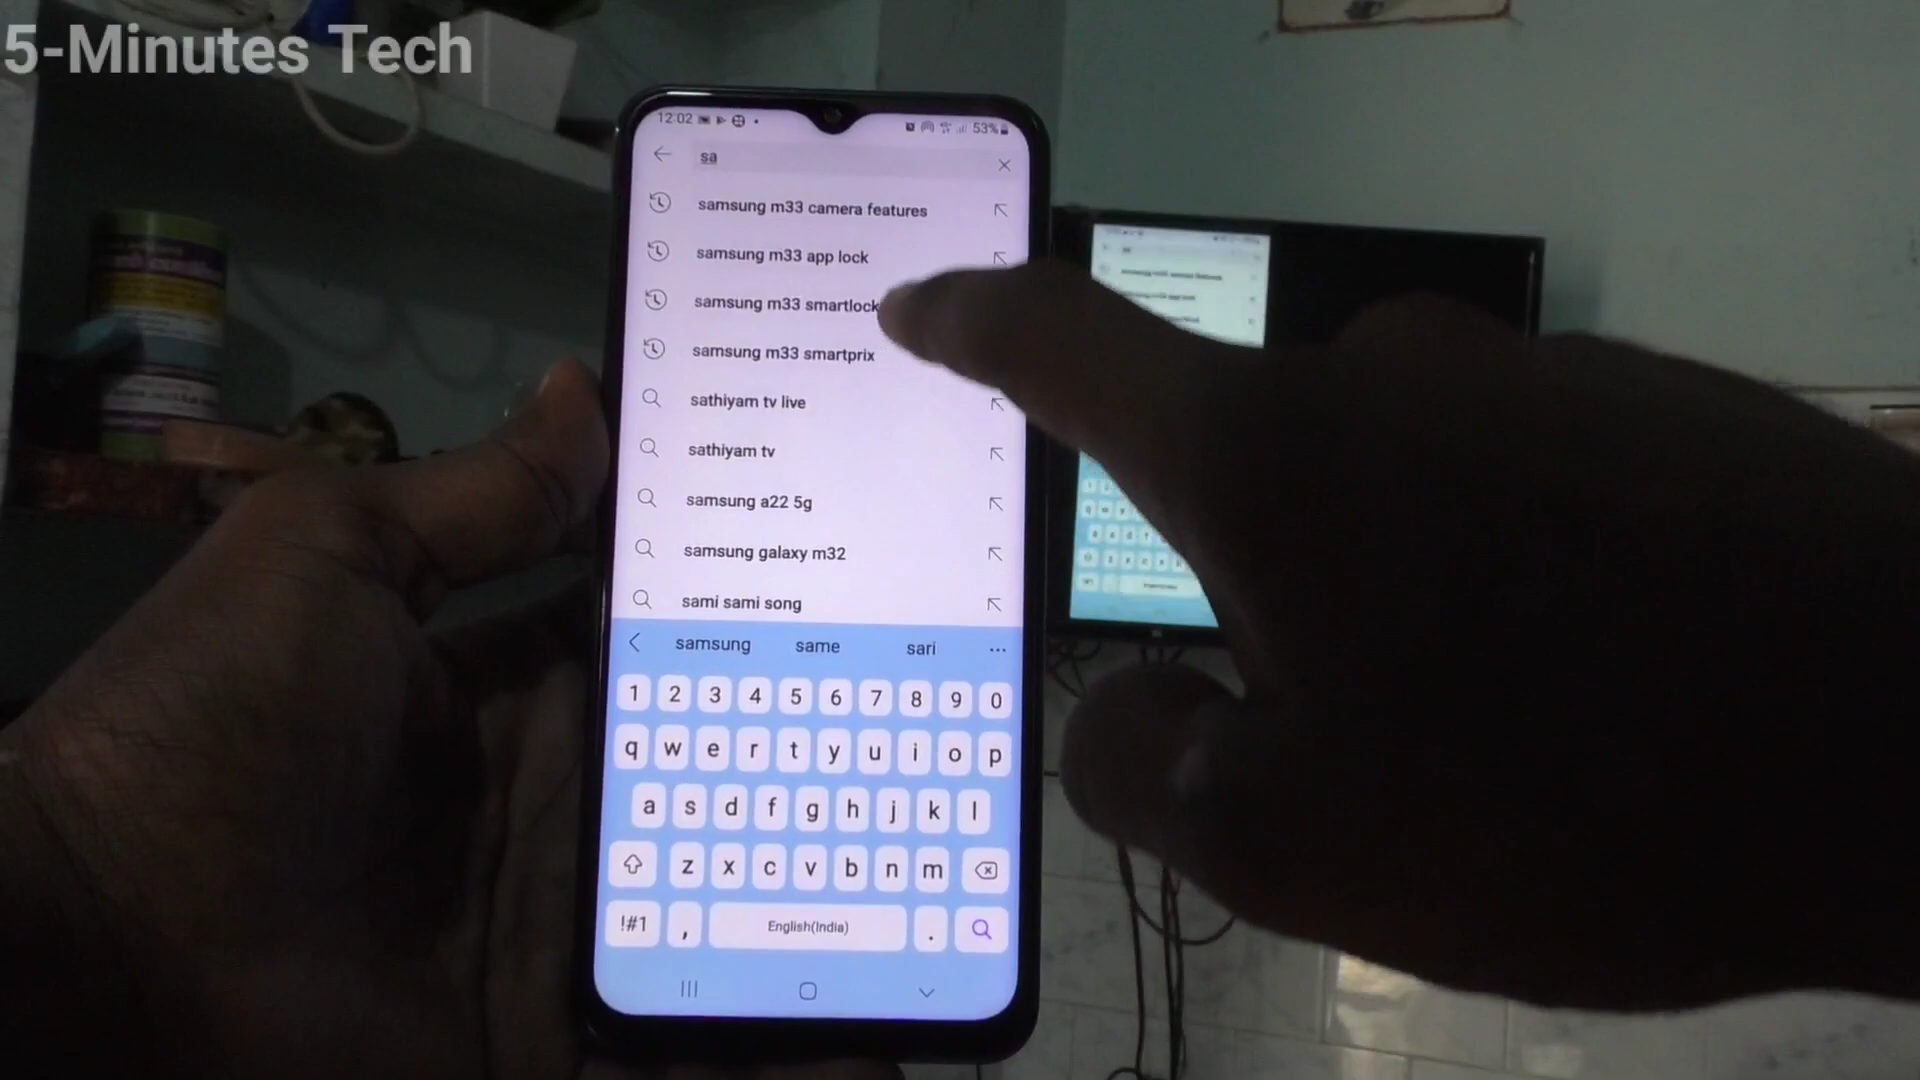 5-Minutes Tech
12:02
53%
sa
samsung m33 camera features
samsung m33 app lock
samsung m33 smartlock
samsung m33 smartprix
sathiyam tv live
sathiyam tv
samsung a22 5g
samsung galaxy m32
sami sami song
samsung same sari
1 2 3 4 5 6 7 8 9 0
q w e r t y u i o p
a s d f g h j k l
z x c v b n m
!#1 , English(India) .